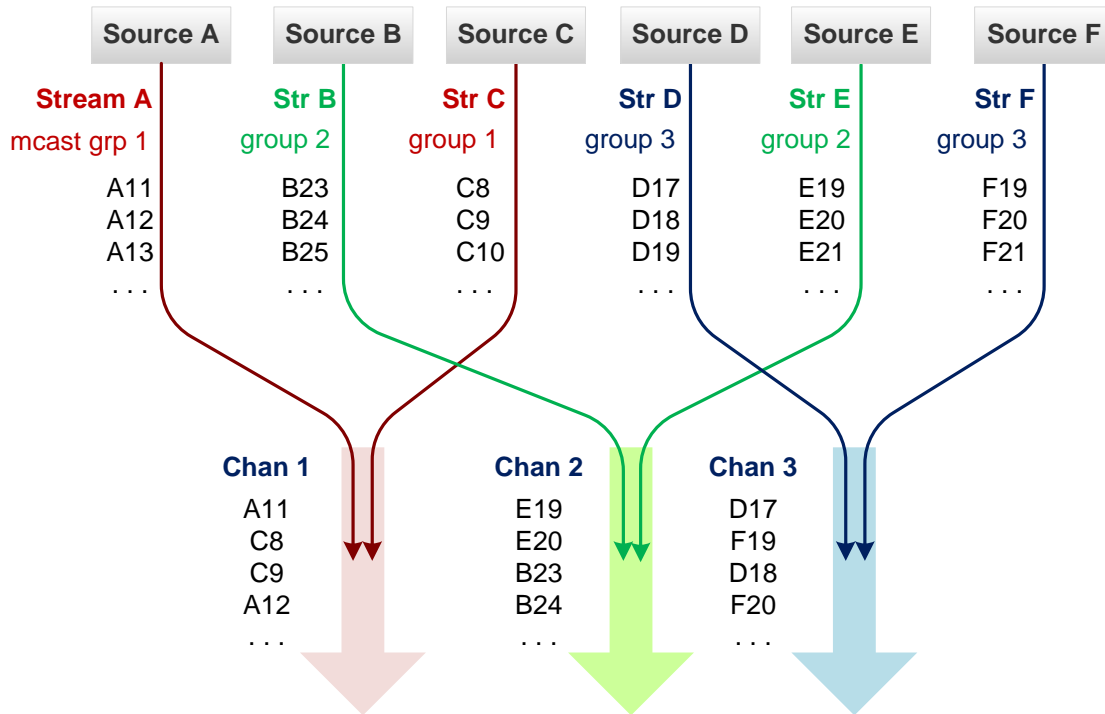 Source A Source B Source C Source D Source E Source F
Stream A Str B Str C Str D Str E Str F
mcast grp 1 group 2 group 1 group 3 group 2 group 3
A11 B23 C8 D17 E19 F19
A12 B24 C9 D18 E20 F20
A13 B25 C10 D19 E21 F21
. . . . . . . . . . . . . . . . . .
Chan 1 Chan 2 Chan 3
A11 E19 D17
C8 E20 F19
C9 B23 D18
A12 B24 F20
. . . . . . . . .